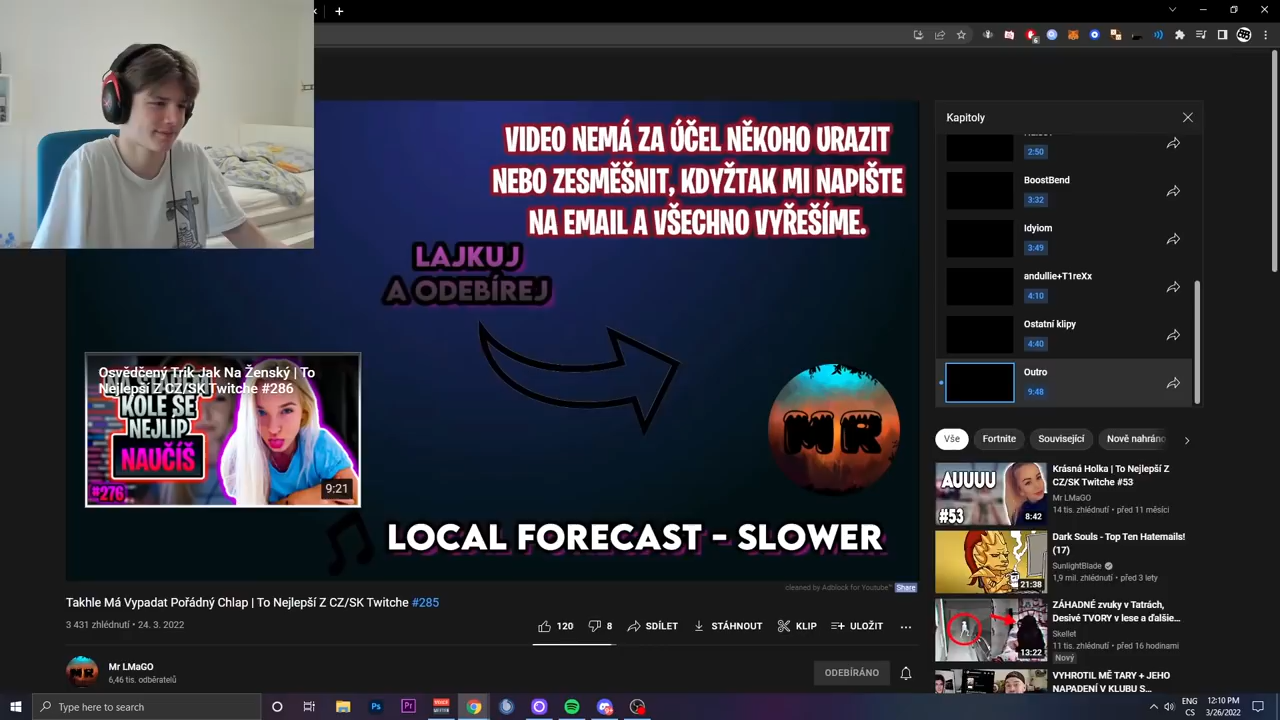 VIDEO NEMÁ ZA ÚČEL NĚKOHO URAZIT
NEBO ZESMĚŠNIT, KDYŽTAK MI NAPIŠTE
NA EMAIL A VŠECHNO VYŘEŠÍME.
LAJKUJ
A ODEBÍREJ
Osvědčený Trik Jak Na Ženský | To
Nejlepší Z CZ/SK Twitche #286
KOLE SE
NEJLÍP
NAUČÍŠ
#276
9:21
MR
LOCAL FORECAST - SLOWER
cleaned by Adblock for Youtube™
Share
Takhle Má Vypadat Pořádný Chlap | To Nejlepší Z CZ/SK Twitche #285
3 431 zhlédnutí • 24. 3. 2022
120
8
SDÍLET
STÁHNOUT
KLIP
ULOŽIT
MR
Mr LMaGO
6,46 tis. odběratelů
ODEBÍRÁNO
Kapitoly
2:50
BoostBend
3:32
Idyiom
3:49
andullie+T1reXx
4:10
Ostatní klipy
4:40
Outro
9:48
Vše
Fortnite
Související
Nově nahráno
AUUUU
#53
8:42
Krásná Holka | To Nejlepší Z
CZ/SK Twitche #53
Mr LMaGO
14 tis. zhlédnutí • před 11 měsíci
21:38
Dark Souls - Top Ten Hatemails!
(17)
SunlightBlade
1,9 mil. zhlédnutí • před 3 lety
13:22
ZÁHADNÉ zvuky v Tatrách,
Desivé TVORY v lese a ďalšie...
Skellet
11 tis. zhlédnutí • před 16 hodinami
Nový
VYHROTIL MĚ TARY + JEHO
NAPADENÍ V KLUBU S...
Type here to search
Ps
Pr
ENG
CS
12:10 PM
3/26/2022